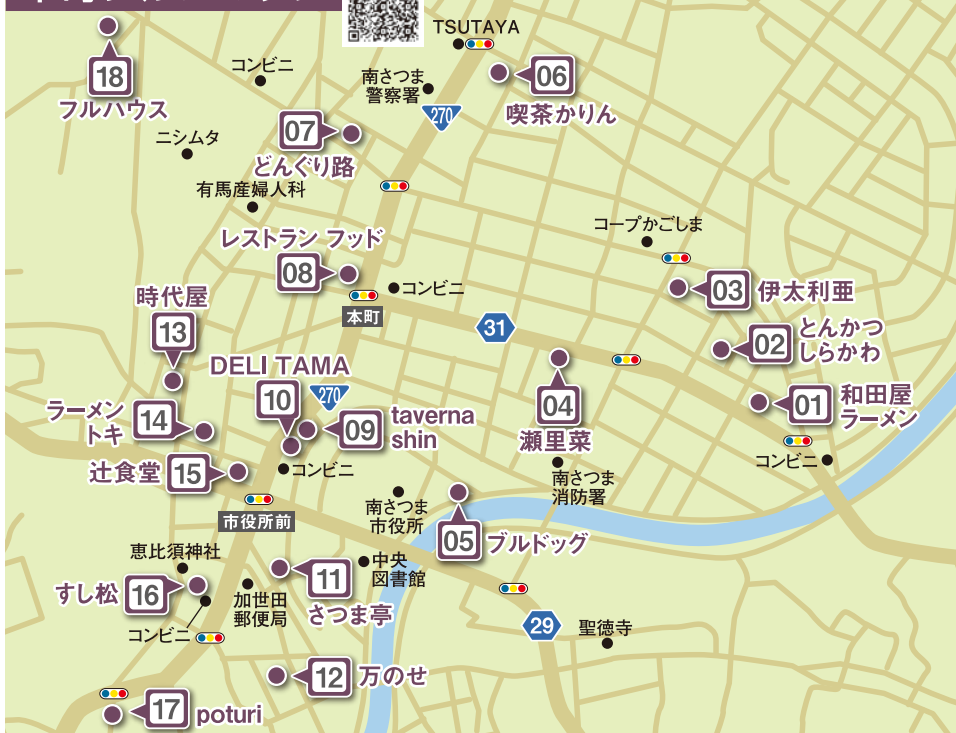 TSUTAYA
コンビニ
18
フルハウス
南さつま
警察署
270
06
喫茶かりん
07
どんぐり路
ニシムタ
有馬産婦人科
コープかごしま
レストラン フッド
08
コンビニ
本町
31
03
伊太利亜
時代屋
13
02
とんかつ
しらかわ
DELI TAMA
10
270
09
taverna
shin
04
瀬里菜
01
和田屋
ラーメン
ラーメン
トキ
14
辻食堂
15
コンビニ
コンビニ
南さつま
消防署
南さつま
市役所
市役所前
05
ブルドッグ
恵比須神社
すし松
16
コンビニ
加世田
郵便局
11
さつま亭
中央
図書館
29
聖徳寺
12
万のせ
17
poturi